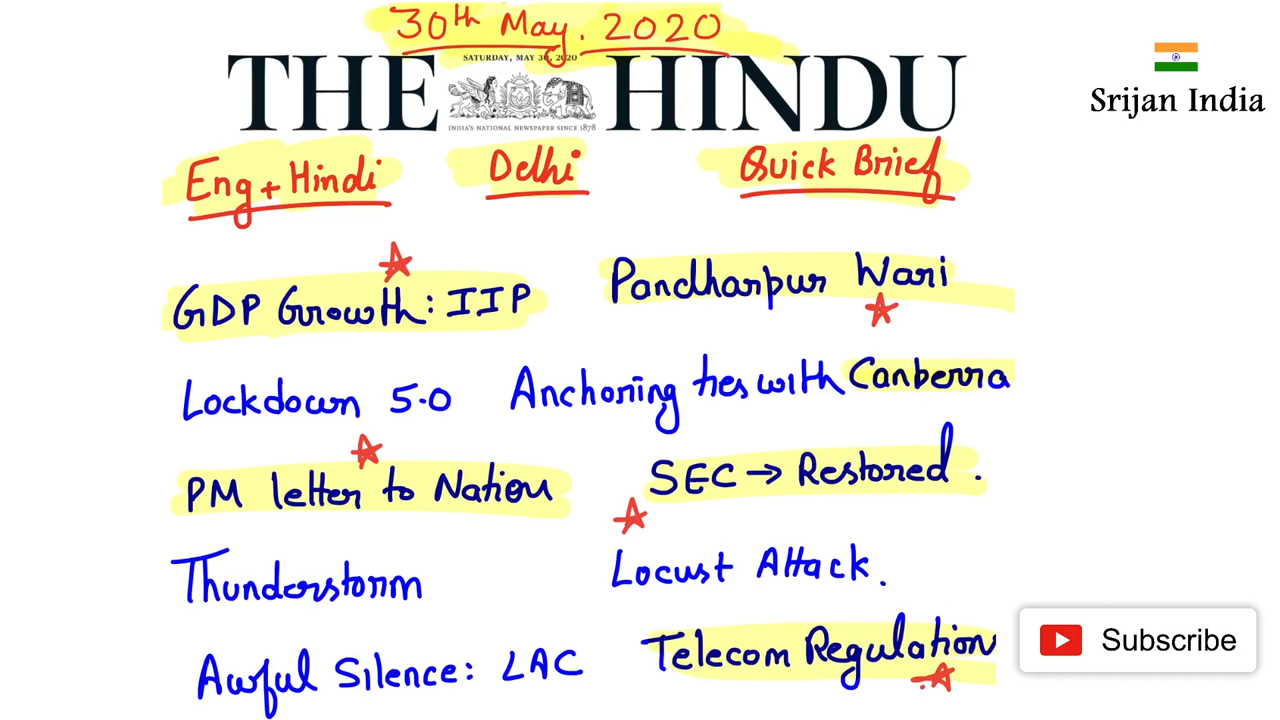 30th May. 2020
SATURDAY, MAY 30, 2020
THE HINDU
INDIA'S NATIONAL NEWSPAPER SINCE 1878
Srijan India
Eng + Hindi Delhi Quick Brief
GDP Growth: IIP Pandharpur Wari
Lockdown 5.0 Anchoring ties with Canberra
PM letter to Nation SEC → Restored.
Thunderstorm Locust Attack.
Awful Silence: LAC Telecom Regulation
Subscribe